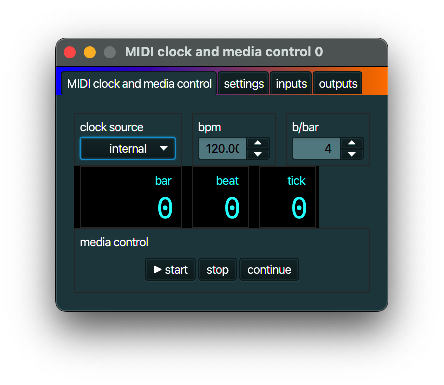 MIDI clock and media control 0
MIDI clock and media control settings inputs outputs
clock source bpm b/bar
internal 120.00 4
bar beat tick
0 0 0
media control
start stop continue